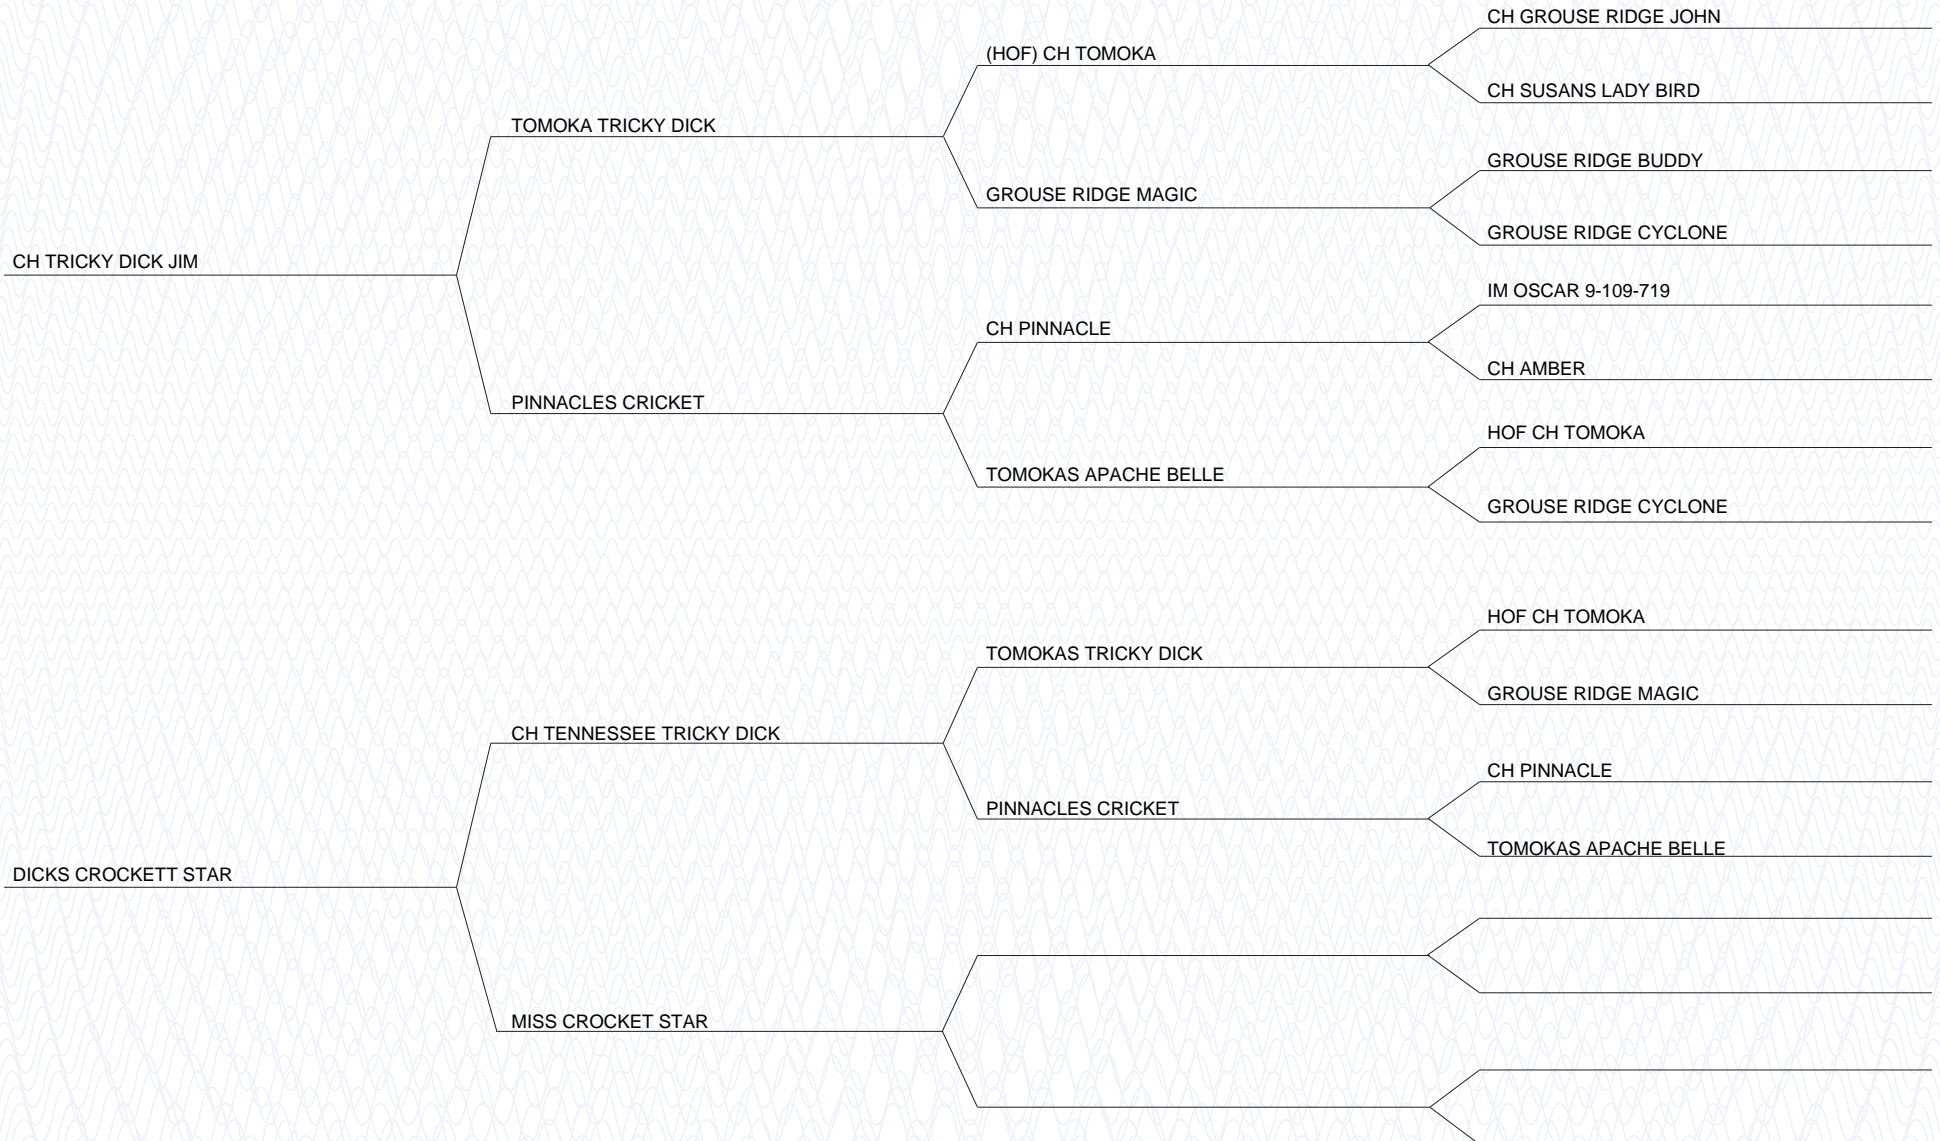 CH GROUSE RIDGE JOHN
(HOF) CH TOMOKA
CH SUSANS LADY BIRD
TOMOKA TRICKY DICK
GROUSE RIDGE BUDDY
GROUSE RIDGE MAGIC
GROUSE RIDGE CYCLONE
CH TRICKY DICK JIM
IM OSCAR 9-109-719
CH PINNACLE
CH AMBER
PINNACLES CRICKET
HOF CH TOMOKA
TOMOKAS APACHE BELLE
GROUSE RIDGE CYCLONE
HOF CH TOMOKA
TOMOKAS TRICKY DICK
GROUSE RIDGE MAGIC
CH TENNESSEE TRICKY DICK
CH PINNACLE
PINNACLES CRICKET
TOMOKAS APACHE BELLE
DICKS CROCKETT STAR
MISS CROCKET STAR